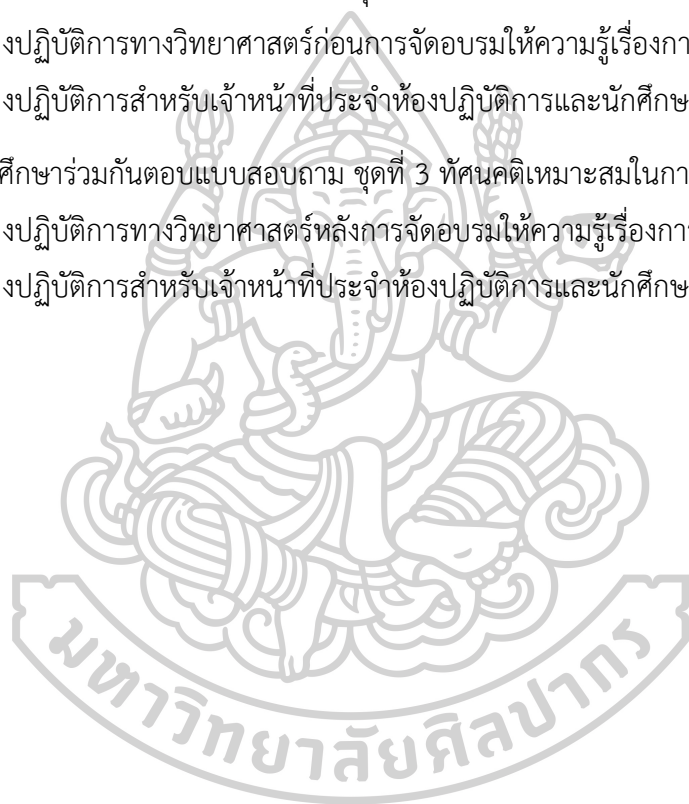 งปฏิบัติการทางวิทยาศาสตร์ก่อนการจัดอบรมให้ความรู้เรื่องกา
งปฏิบัติการสำหรับเจ้าหน้าที่ประจำห้องปฏิบัติการและนักศึกษ
ศึกษาร่วมกันตอบแบบสอบถาม ชุดที่ 3 ทัศนคติเหมาะสมในกา
งปฏิบัติการทางวิทยาศาสตร์หลังการจัดอบรมให้ความรู้เรื่องกา
งปฏิบัติการสำหรับเจ้าหน้าที่ประจำห้องปฏิบัติการและนักศึกษ
มหาวิทยาลัยศิลปากร